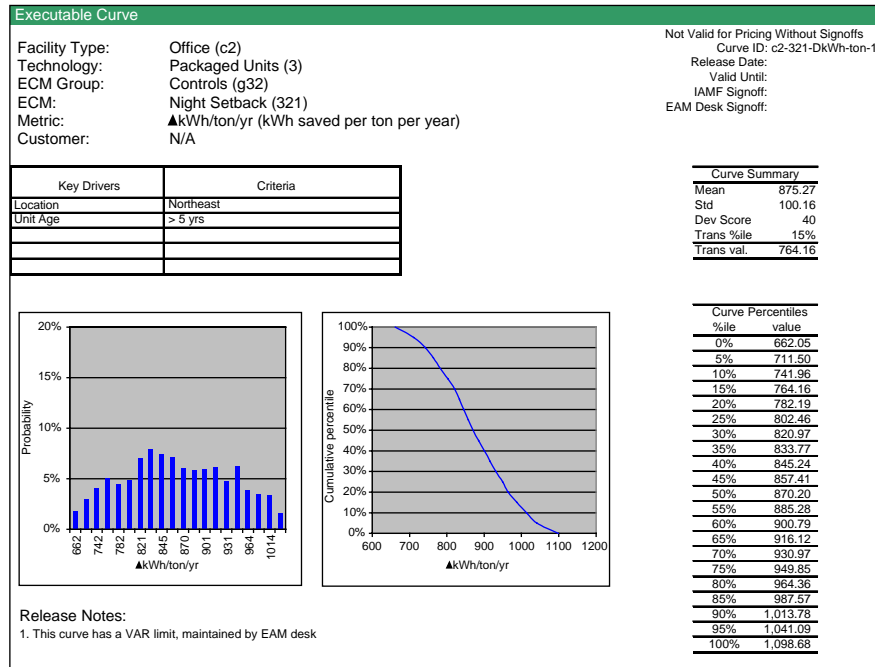 Executable Curve
Not Valid for Pricing Without Signoffs
Curve ID: c2-321-DkWh-ton-1
Release Date:
Valid Until:
IAMF Signoff:
EAM Desk Signoff:
Facility Type: Office (c2)
Technology: Packaged Units (3)
ECM Group: Controls (g32)
ECM: Night Setback (321)
Metric: ▲kWh/ton/yr (kWh saved per ton per year)
Customer: N/A
Key Drivers Criteria
Location Northeast
Unit Age > 5 yrs
Curve Summary
Mean 875.27
Std 100.16
Dev Score 40
Trans %ile 15%
Trans val. 764.16
20%
15%
10%
5%
0%
Probability
662 742 782 821 845 870 901 931 964 1014
▲kWh/ton/yr
100%
90%
80%
70%
60%
50%
40%
30%
20%
10%
0%
Cumulative percentile
600 700 800 900 1000 1100 1200
▲kWh/ton/yr
Curve Percentiles
%ile value
0% 662.05
5% 711.50
10% 741.96
15% 764.16
20% 782.19
25% 802.46
30% 820.97
35% 833.77
40% 845.24
45% 857.41
50% 870.20
55% 885.28
60% 900.79
65% 916.12
70% 930.97
75% 949.85
80% 964.36
85% 987.57
90% 1,013.78
95% 1,041.09
100% 1,098.68
Release Notes:
1. This curve has a VAR limit, maintained by EAM desk